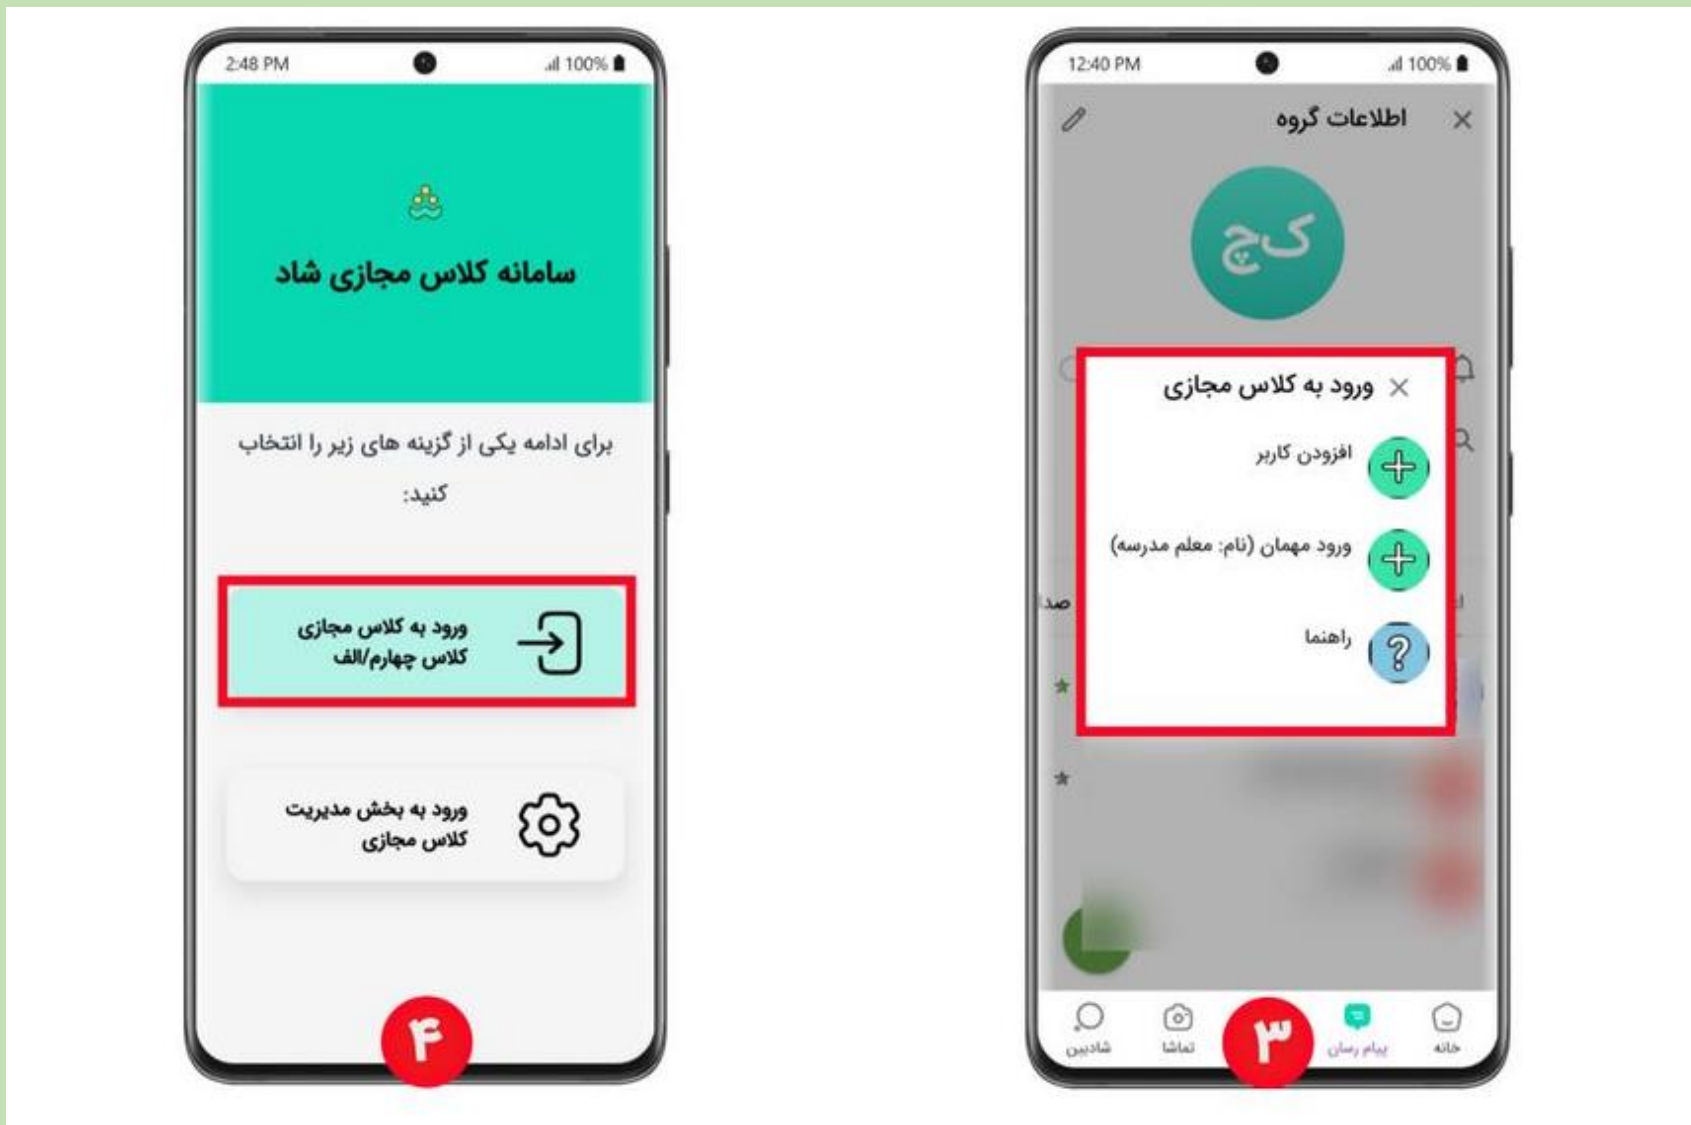 12:40 PM
100%
اطلاعات گروه
ک‌چ
ورود به کلاس مجازی
افزودن کاربر
ورود مهمان (نام: معلم مدرسه)
راهنما
صدا
خانه
پیام رسان
تماشا
شادبین
۳
2:48 PM
100%
سامانه کلاس مجازی شاد
برای ادامه یکی از گزینه های زیر را انتخاب
کنید:
ورود به کلاس مجازی
کلاس چهارم/الف
ورود به بخش مدیریت
کلاس مجازی
۴